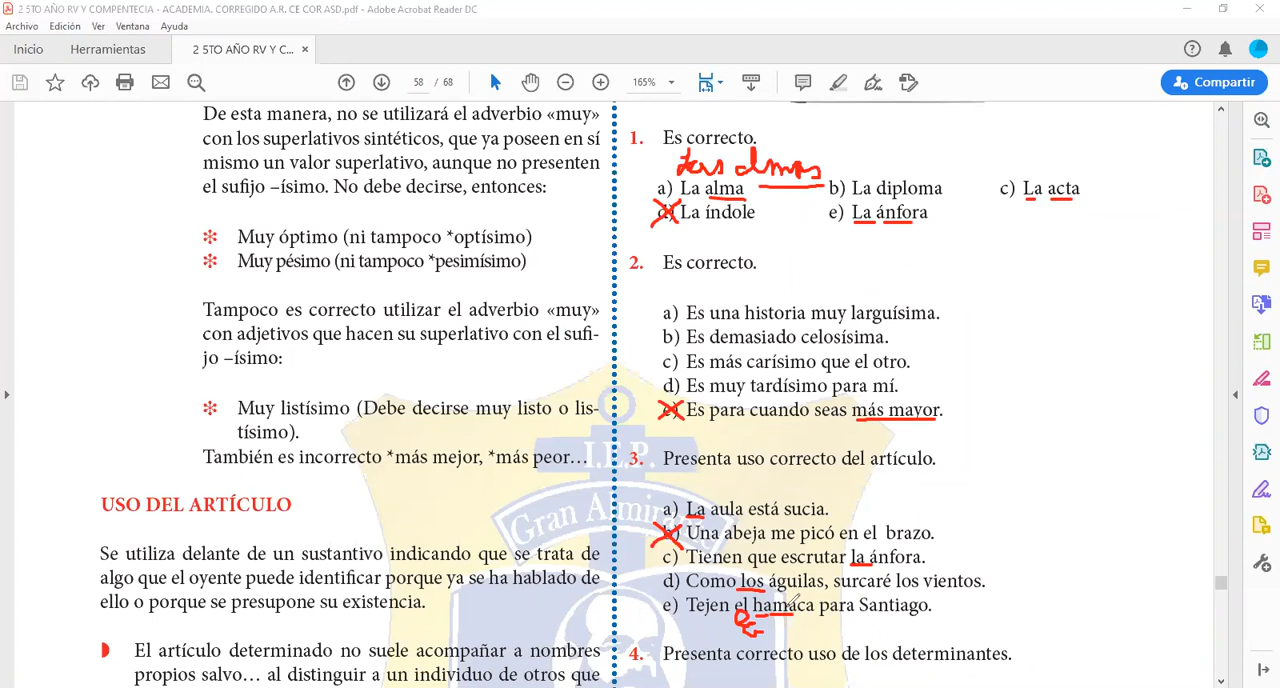 2 5TO AÑO RV Y COMPENTECIA - ACADEMIA. CORREGIDO A.R. CE COR ASD.pdf - Adobe Acrobat Reader DC
Archivo Edición Ver Ventana Ayuda
Inicio Herramientas 2 5TO AÑO RV Y C... ×
58 / 68 165% Compartir
De esta manera, no se utilizará el adverbio «muy»
con los superlativos sintéticos, que ya poseen en sí
mismo un valor superlativo, aunque no presenten
el sufijo –ísimo. No debe decirse, entonces:
Muy óptimo (ni tampoco *optísimo)
Muy pésimo (ni tampoco *pesimísimo)
Tampoco es correcto utilizar el adverbio «muy»
con adjetivos que hacen su superlativo con el sufi-
jo –ísimo:
Muy listísimo (Debe decirse muy listo o lis-
tísimo).
También es incorrecto *más mejor, *más peor…
USO DEL ARTÍCULO
Se utiliza delante de un sustantivo indicando que se trata de
algo que el oyente puede identificar porque ya se ha hablado de
ello o porque se presupone su existencia.
El artículo determinado no suele acompañar a nombres
propios salvo… al distinguir a un individuo de otros que
1. Es correcto.
las almas
a) La alma b) La diploma c) La acta
d) La índole e) La ánfora
2. Es correcto.
a) Es una historia muy larguísima.
b) Es demasiado celosísima.
c) Es más carísimo que el otro.
d) Es muy tardísimo para mí.
e) Es para cuando seas más mayor.
3. Presenta uso correcto del artículo.
a) La aula está sucia.
b) Una abeja me picó en el brazo.
c) Tienen que escrutar la ánfora.
d) Como los águilas, surcaré los vientos.
e) Tejen el hamaca para Santiago.
4. Presenta correcto uso de los determinantes.
I.E.P.
Gran Almirante